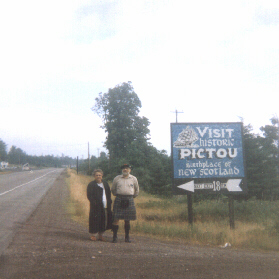 VISIT
historic
PICTOU
birthplace of
NEW SCOTLAND